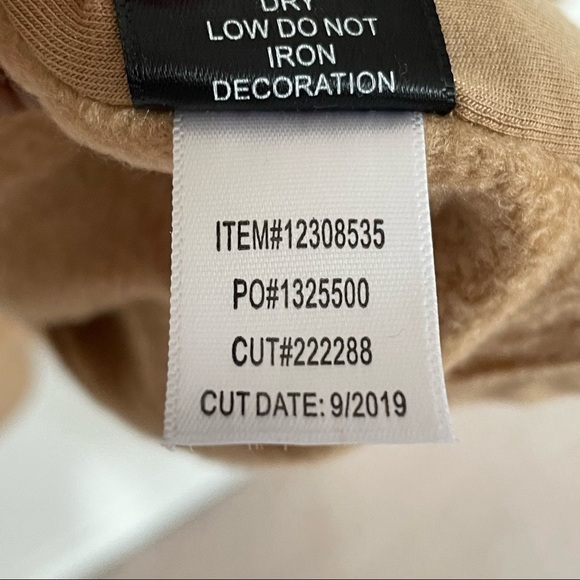 DRY
LOW DO NOT
IRON
DECORATION
ITEM#12308535
PO#1325500
CUT#222288
CUT DATE: 9/2019